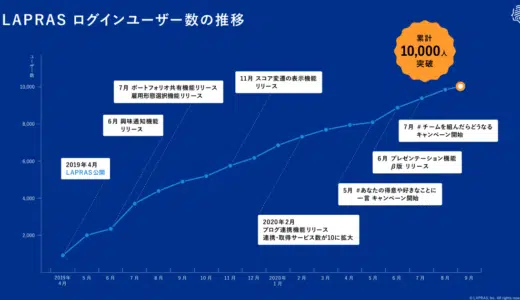 LAPRAS ログインユーザー数の推移
累計
10,000人
突破
ユーザー数
10,000
8,000
6,000
4,000
2,000
2019年4月
LAPRAS公開
6月 興味通知機能
リリース
7月 ポートフォリオ共有機能リリース
雇用形態選択機能リリース
11月 スコア変遷の表示機能
リリース
2020年2月
ブログ連携機能リリース
連携・取得サービス数が10に拡大
5月 #あなたの得意や好きなことに
一言 キャンペーン開始
6月 プレゼンテーション機能
β版 リリース
7月 #チームを組んだらどうなる
キャンペーン開始
2019年
4月
5月
6月
7月
8月
9月
10月
11月
12月
2020年
1月
2月
3月
4月
5月
6月
7月
8月
9月
© LAPRAS, Inc. All rights reserved.